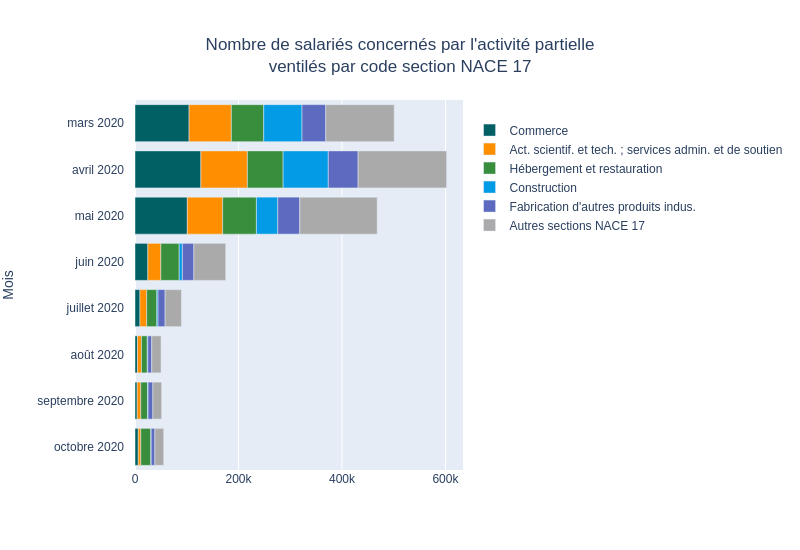 Nombre de salariés concernés par l'activité partielle
ventilés par code section NACE 17
mars 2020
avril 2020
mai 2020
juin 2020
juillet 2020
août 2020
septembre 2020
octobre 2020
Mois
0
200k
400k
600k
Commerce
Act. scientif. et tech. ; services admin. et de soutien
Hébergement et restauration
Construction
Fabrication d'autres produits indus.
Autres sections NACE 17